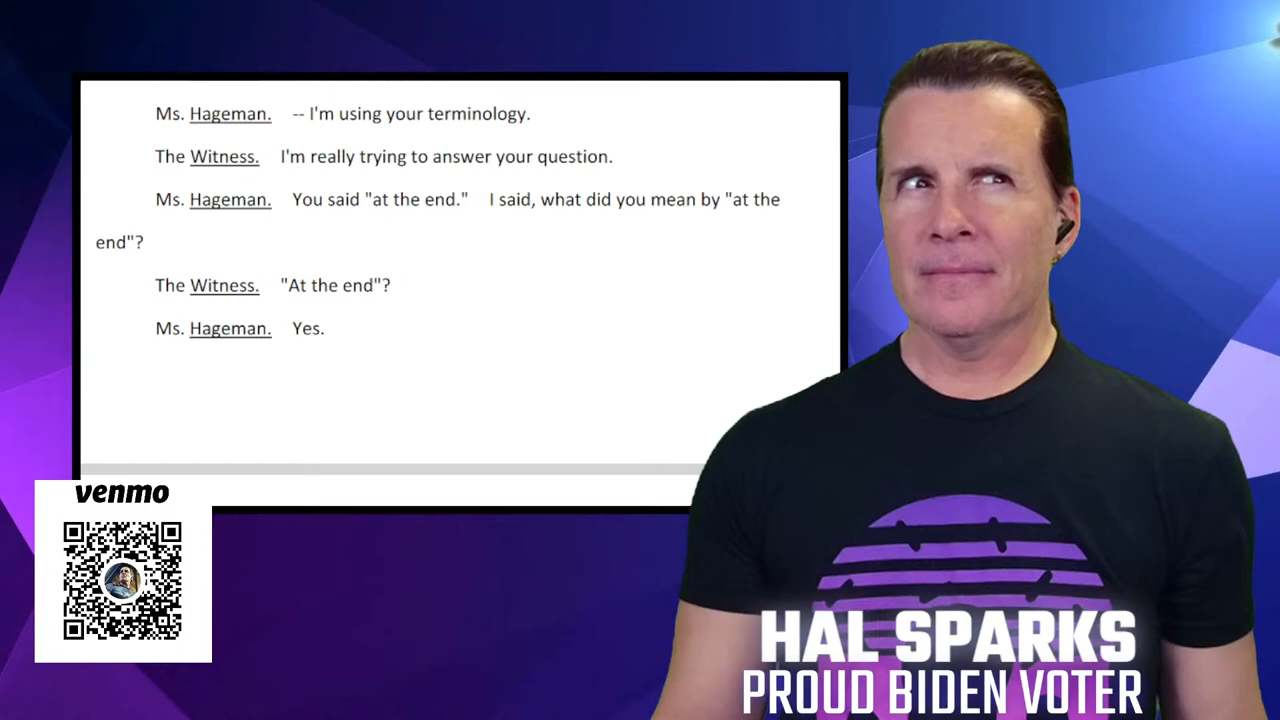 Ms. Hageman. -- I'm using your terminology.
The Witness. I'm really trying to answer your question.
Ms. Hageman. You said "at the end." I said, what did you mean by "at the
end"?
The Witness. "At the end"?
Ms. Hageman. Yes.
venmo
HAL SPARKS
PROUD BIDEN VOTER